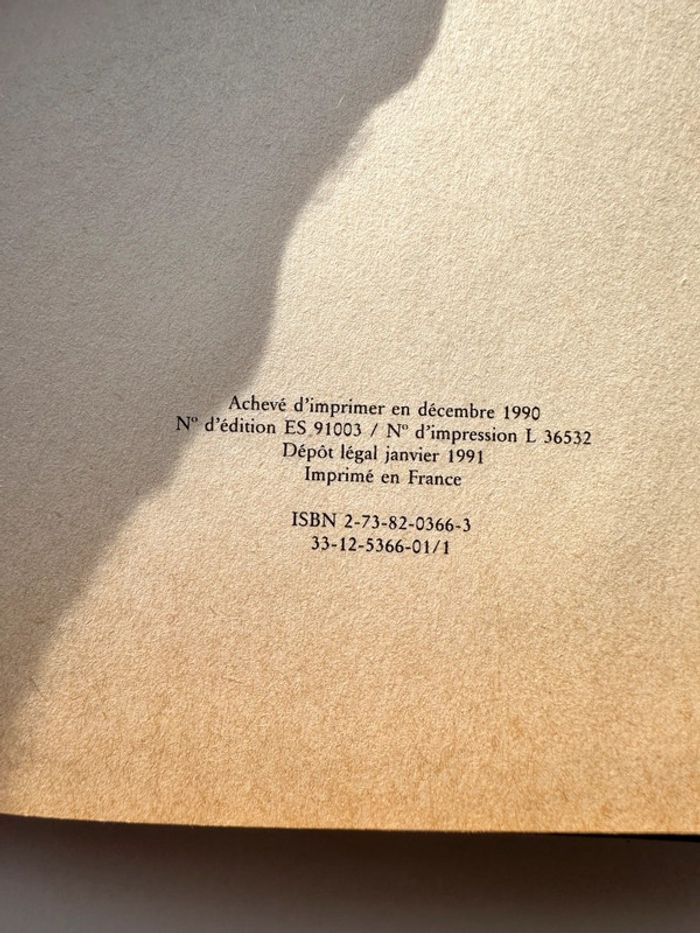 Achevé d'imprimer en décembre 1990
N° d'édition ES 91003 / N° d'impression L 36532
Dépôt légal janvier 1991
Imprimé en France
ISBN 2-73-82-0366-3
33-12-5366-01/1